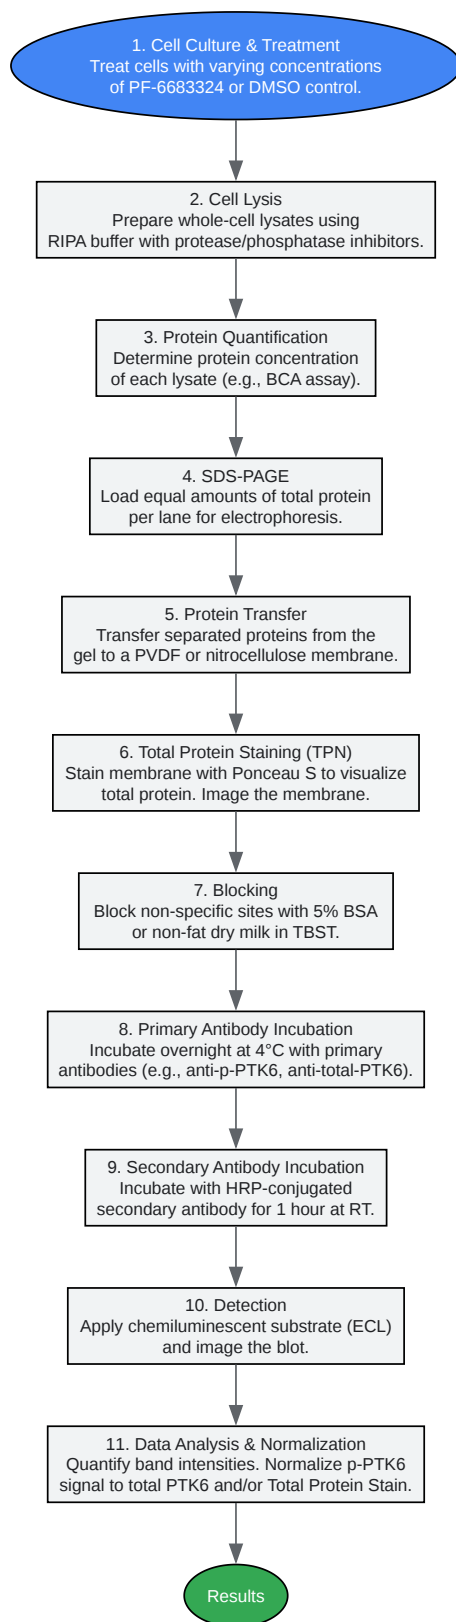 1. Cell Culture & Treatment
Treat cells with varying concentrations
of PF-6683324 or DMSO control.
2. Cell Lysis
Prepare whole-cell lysates using
RIPA buffer with protease/phosphatase inhibitors.
3. Protein Quantification
Determine protein concentration
of each lysate (e.g., BCA assay).
4. SDS-PAGE
Load equal amounts of total protein
per lane for electrophoresis.
5. Protein Transfer
Transfer separated proteins from the
gel to a PVDF or nitrocellulose membrane.
6. Total Protein Staining (TPN)
Stain membrane with Ponceau S to visualize
total protein. Image the membrane.
7. Blocking
Block non-specific sites with 5% BSA
or non-fat dry milk in TBST.
8. Primary Antibody Incubation
Incubate overnight at 4°C with primary
antibodies (e.g., anti-p-PTK6, anti-total-PTK6).
9. Secondary Antibody Incubation
Incubate with HRP-conjugated
secondary antibody for 1 hour at RT.
10. Detection
Apply chemiluminescent substrate (ECL)
and image the blot.
11. Data Analysis & Normalization
Quantify band intensities. Normalize p-PTK6
signal to total PTK6 and/or Total Protein Stain.
Results